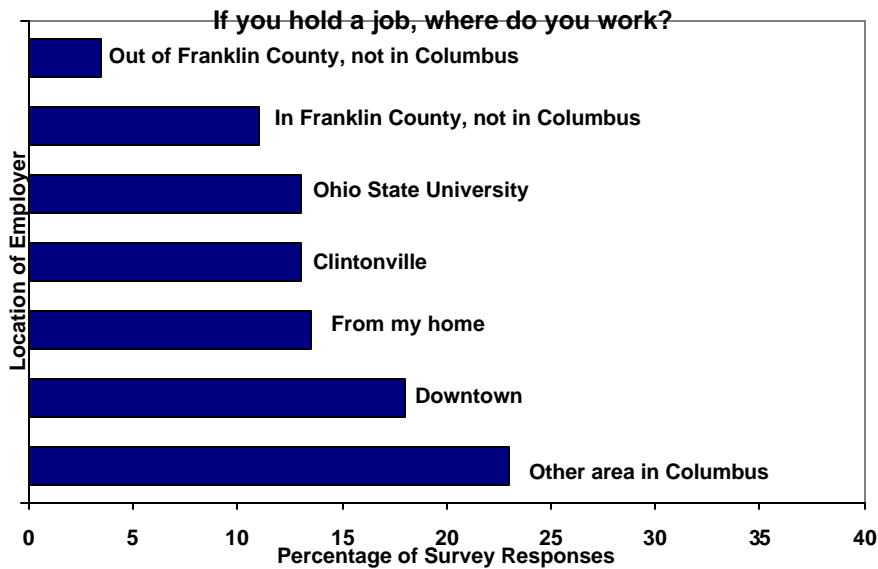 If you hold a job, where do you work?
Out of Franklin County, not in Columbus
In Franklin County, not in Columbus
Ohio State University
Clintonville
From my home
Downtown
Other area in Columbus
Location of Employer
0 5 10 15 20 25 30 35 40
Percentage of Survey Responses